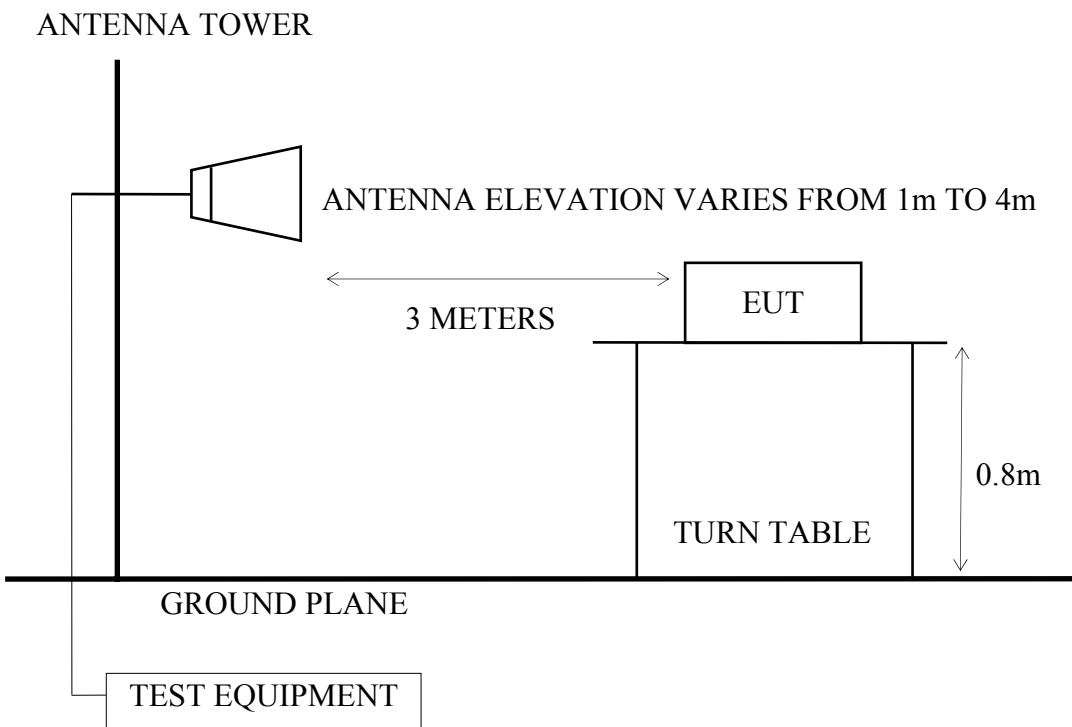 ANTENNA TOWER
ANTENNA ELEVATION VARIES FROM 1m TO 4m
EUT
3 METERS
0.8m
TURN TABLE
GROUND PLANE
TEST EQUIPMENT